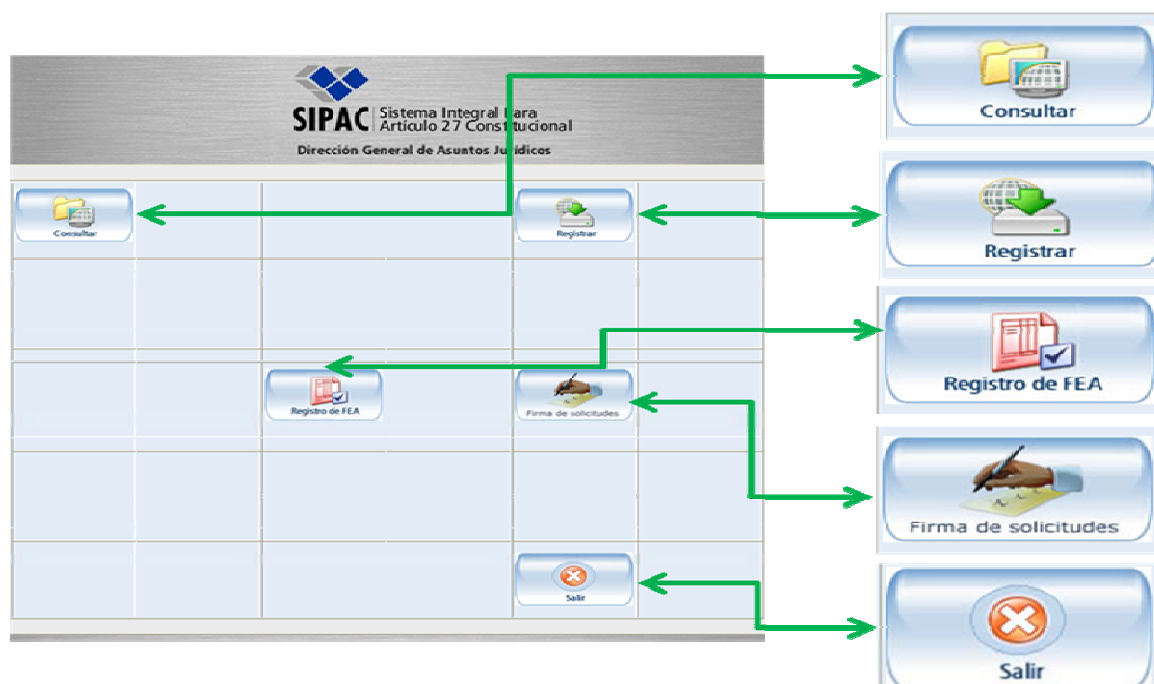 SIPAC
Sistema Integral Para
Artículo 27 Constitucional
Dirección General de Asuntos Jurídicos
Consultar
Registrar
Registro de FEA
Firma de solicitudes
Salir
Consultar
Registrar
Registro de FEA
Firma de solicitudes
Salir